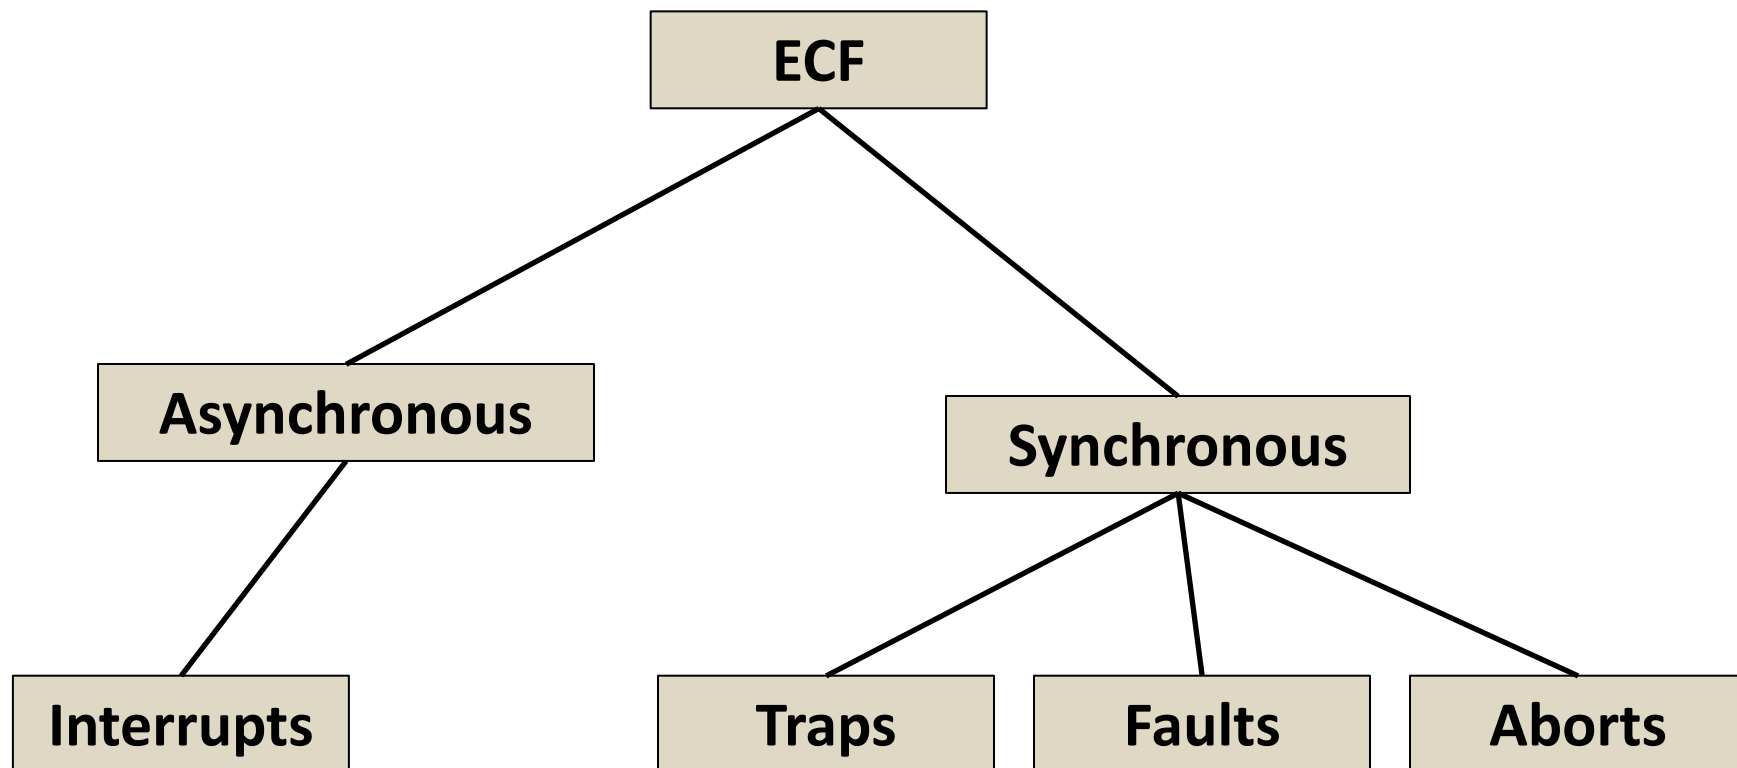 ECF
Asynchronous
Synchronous
Interrupts
Traps
Faults
Aborts